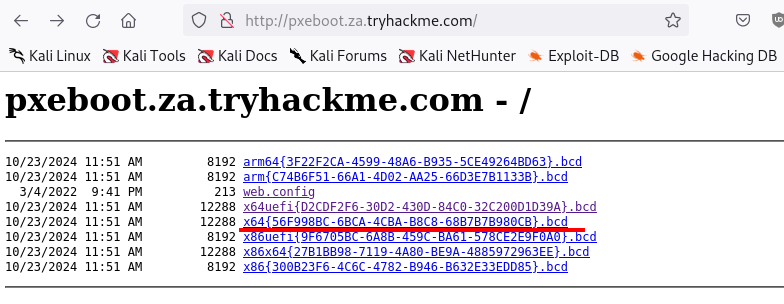 http://pxeboot.za.tryhackme.com/
Kali Linux Kali Tools Kali Docs Kali Forums Kali NetHunter Exploit-DB Google Hacking DB
pxeboot.za.tryhackme.com - /
10/23/2024 11:51 AM 8192 arm64{3F22F2CA-4599-48A6-B935-5CE49264BD63}.bcd
10/23/2024 11:51 AM 8192 arm{C74B6F51-66A1-4D02-AA25-66D3E7B1133B}.bcd
3/4/2022 9:41 PM 213 web.config
10/23/2024 11:51 AM 12288 x64uefi{D2CDF2F6-30D2-430D-84C0-32C200D1D39A}.bcd
10/23/2024 11:51 AM 12288 x64{56F998BC-6BCA-4CBA-B8C8-68B7B7B980CB}.bcd
10/23/2024 11:51 AM 8192 x86uefi{9F6705BC-6A8B-459C-BA61-578CE2E9F0A0}.bcd
10/23/2024 11:51 AM 12288 x86x64{27B1BB98-7119-4A80-BE9A-4885972963EE}.bcd
10/23/2024 11:51 AM 8192 x86{300B23F6-4C6C-4782-B946-B632E33EDD85}.bcd